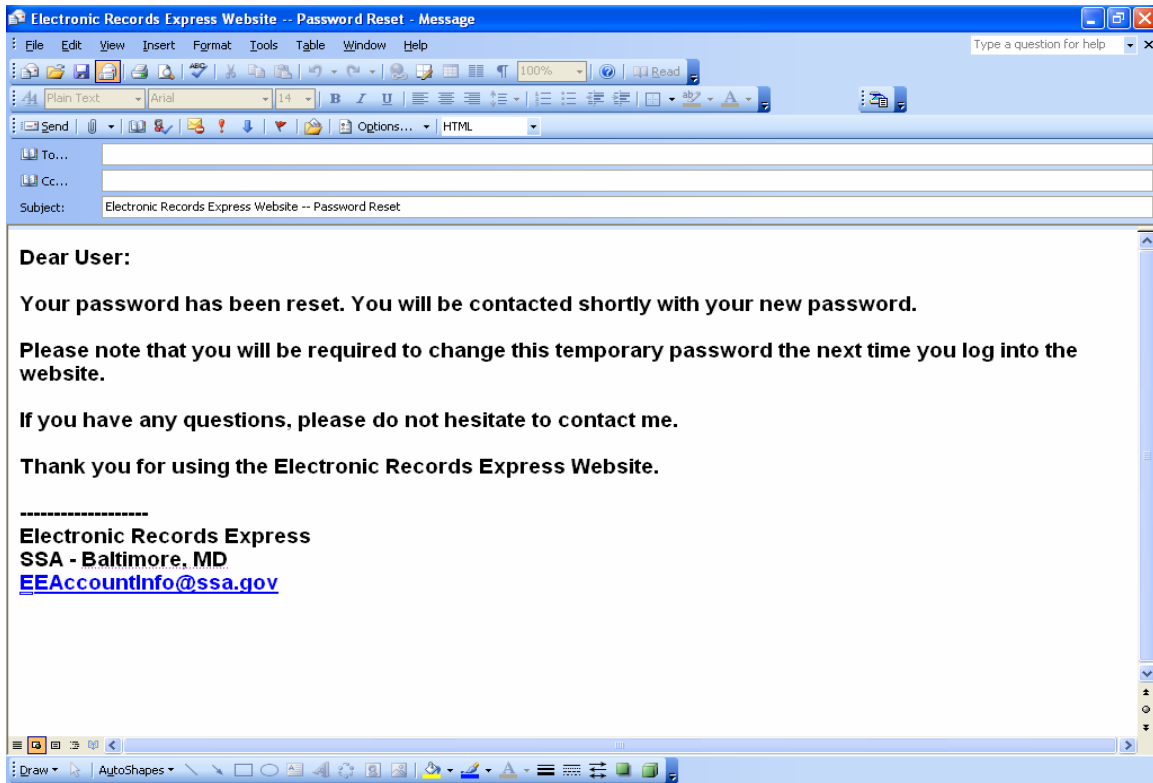 Electronic Records Express Website -- Password Reset - Message
File Edit View Insert Format Tools Table Window Help Type a question for help
100% Read
Plain Text Arial 14 B I U
Send Options... HTML
To...
Cc...
Subject: Electronic Records Express Website -- Password Reset
Dear User:
Your password has been reset. You will be contacted shortly with your new password.
Please note that you will be required to change this temporary password the next time you log into the
website.
If you have any questions, please do not hesitate to contact me.
Thank you for using the Electronic Records Express Website.
-------------------
Electronic Records Express
SSA - Baltimore, MD
EEAccountInfo@ssa.gov
Draw AutoShapes